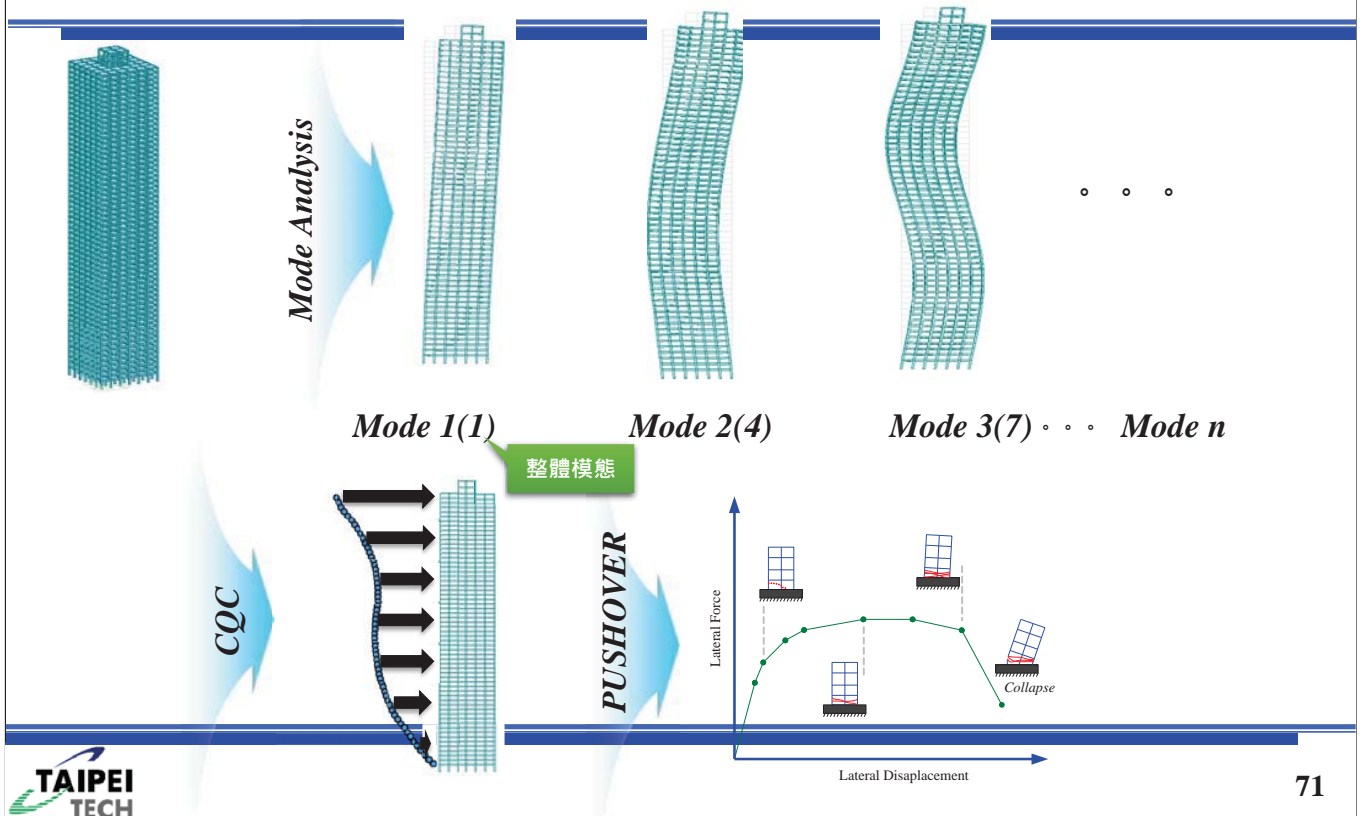 Mode Analysis
。 。 。
Mode 1(1)
Mode 2(4)
Mode 3(7) 。。。 Mode n
整體模態
CQC
PUSHOVER
Lateral Force
Collapse
Lateral Disaplacement
TAIPEI
TECH
71